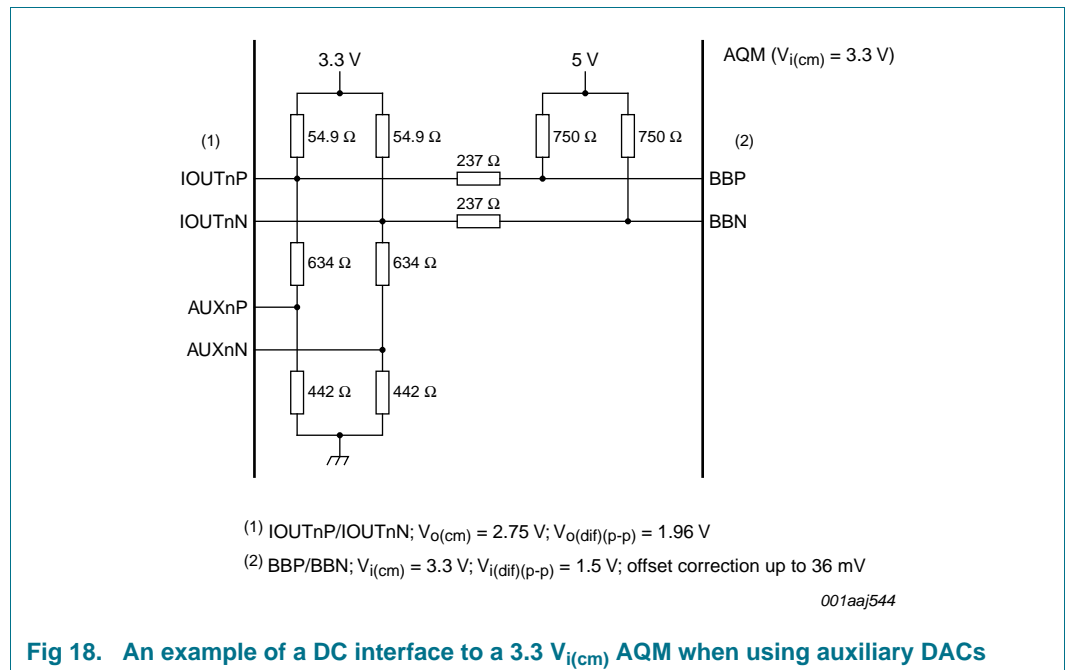 3.3 V 5 V AQM (Vi(cm) = 3.3 V)
(1) 54.9 Ω 54.9 Ω 750 Ω 750 Ω (2)
237 Ω
IOUTnP BBP
237 Ω
IOUTnN BBN
634 Ω 634 Ω
AUXnP
AUXnN
442 Ω 442 Ω
(1) IOUTnP/IOUTnN; Vo(cm) = 2.75 V; Vo(dif)(p-p) = 1.96 V
(2) BBP/BBN; Vi(cm) = 3.3 V; Vi(dif)(p-p) = 1.5 V; offset correction up to 36 mV
001aaj544
Fig 18. An example of a DC interface to a 3.3 Vi(cm) AQM when using auxiliary DACs